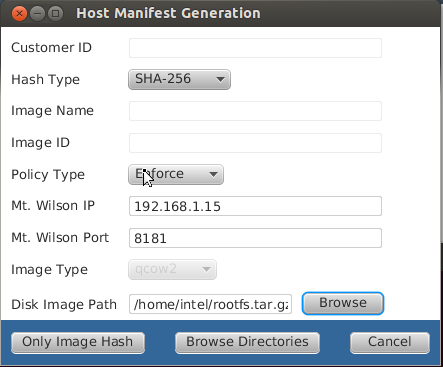 Host Manifest Generation
Customer ID
Hash Type SHA-256
Image Name
Image ID
Policy Type Enforce
Mt. Wilson IP 192.168.1.15
Mt. Wilson Port 8181
Image Type qcow2
Disk Image Path /home/intel/rootfs.tar.gz Browse
Only Image Hash Browse Directories Cancel